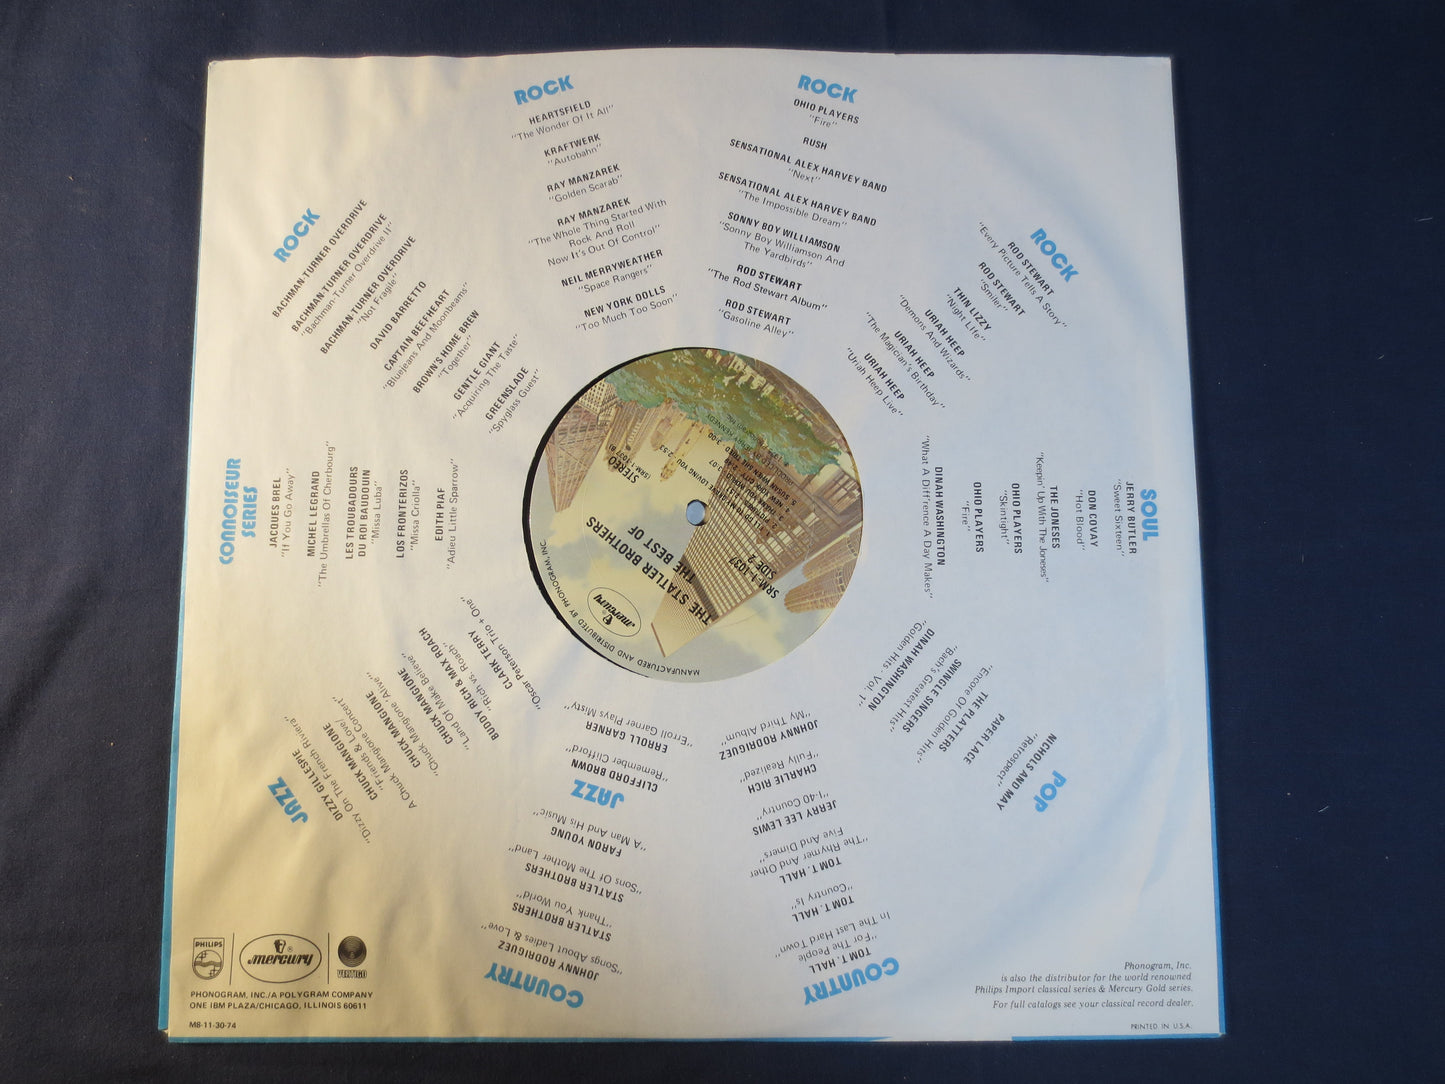 ROCK
HEARTSFIELD
"The Wonder Of It All"
KRAFTWERK
"Autobahn"
RAY MANZAREK
"Golden Scarab"
RAY MANZAREK
"The Whole Thing Started With
Rock And Roll
Now It's Out Of Control"
NEIL MERRYWEATHER
"Space Rangers"
NEW YORK DOLLS
"Too Much Too Soon"
ROCK
OHIO PLAYERS
"Fire"
RUSH
SENSATIONAL ALEX HARVEY BAND
"Next"
SENSATIONAL ALEX HARVEY BAND
"The Impossible Dream"
SONNY BOY WILLIAMSON
"Sonny Boy Williamson And
The Yardbirds"
ROD STEWART
"The Rod Stewart Album"
ROD STEWART
"Gasoline Alley"
ROCK
ROD STEWART
"Every Picture Tells A Story"
ROD STEWART
"Smiler"
THIN LIZZY
"Night Life"
URIAH HEEP
"Demons And Wizards"
URIAH HEEP
"The Magician's Birthday"
URIAH HEEP
"Uriah Heep Live"
SOUL
JERRY BUTLER
"Sweet Sixteen"
DON COVAY
"Hot Blood"
THE JONESES
"Keepin' Up With The Joneses"
OHIO PLAYERS
"Skintight"
OHIO PLAYERS
"Fire"
DINAH WASHINGTON
"What A Diff'rence A Day Makes"
POP
NICHOLS AND MAY
"Retrospect"
PAPER LACE
THE PLATTERS
"Encore Of Golden Hits"
SWINGLE SINGERS
"Bach's Greatest Hits"
DINAH WASHINGTON
"Golden Hits - Vol. 1"
COUNTRY
TOM T. HALL
"For The People
In The Last Hard Town"
TOM T. HALL
"Country Is"
TOM T. HALL
"The Rhymer And Other
Five And Dimers"
JERRY LEE LEWIS
"I-40 Country"
CHARLIE RICH
"Fully Realized"
JOHNNY RODRIGUEZ
"My Third Album"
COUNTRY
JOHNNY RODRIGUEZ
"Songs About Ladies & Love"
STATLER BROTHERS
"Thank You World"
STATLER BROTHERS
"Sons Of The Mother Land"
FARON YOUNG
"A Man And His Music"
JAZZ
CLIFFORD BROWN
"Remember Clifford"
ERROLL GARNER
"Erroll Garner Plays Misty"
JAZZ
DIZZY GILLESPIE
"Dizzy On The French Riviera"
CHUCK MANGIONE
"Friends & Love/
A Chuck Mangione Concert"
CHUCK MANGIONE
"Chuck Mangione Alive"
CHUCK MANGIONE
"Land Of Make Believe"
BUDDY RICH & MAX ROACH
"Rich vs. Roach"
CLARK TERRY
"Oscar Peterson Trio + One"
CONNOISEUR
SERIES
JACQUES BREL
"If You Go Away"
MICHEL LEGRAND
"The Umbrellas Of Cherbourg"
LES TROUBADOURS
DU ROI BAUDOUIN
"Missa Luba"
LOS FRONTERIZOS
"Missa Criolla"
EDITH PIAF
"Adieu Little Sparrow"
ROCK
BACHMAN-TURNER OVERDRIVE
BACHMAN-TURNER OVERDRIVE
"Bachman-Turner Overdrive II"
BACHMAN-TURNER OVERDRIVE
"Not Fragile"
DAVID BARRETTO
CAPTAIN BEEFHEART
"Bluejeans And Moonbeams"
BROWN'S HOME BREW
"Together"
GENTLE GIANT
"Acquiring The Taste"
GREENSLADE
"Spyglass Guest"
MANUFACTURED AND DISTRIBUTED BY PHONOGRAM, INC
mercury
THE STATLER BROTHERS
THE BEST OF
SRM-1-1037
SIDE 2
STEREO
PHILIPS
mercury
VERTIGO
PHONOGRAM, INC./A POLYGRAM COMPANY
ONE IBM PLAZA/CHICAGO, ILLINOIS 60611
M8-11-30-74
Phonogram, Inc.
is also the distributor for the world renowned
Philips Import classical series & Mercury Gold series.
For full catalogs see your classical record dealer.
PRINTED IN U.S.A.